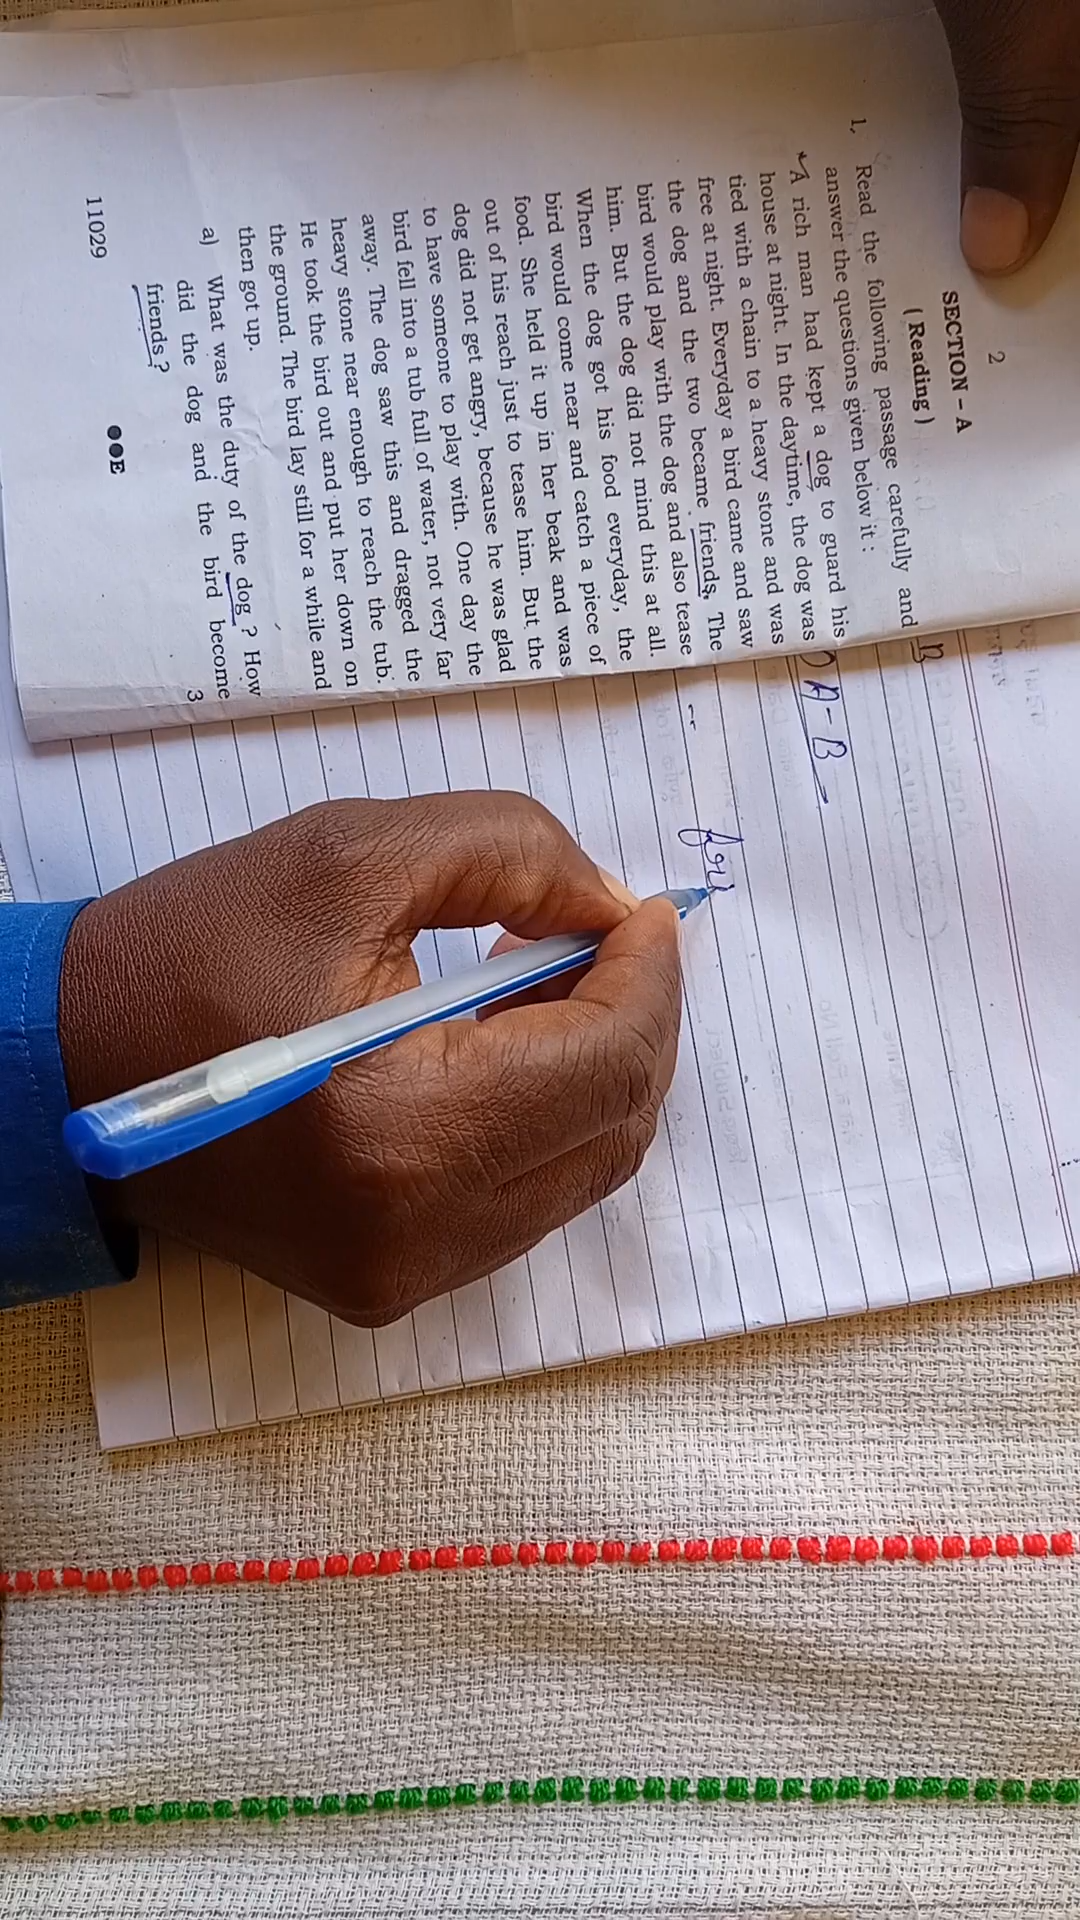 2
SECTION – A
( Reading )
1. Read the following passage carefully and
answer the questions given below it :
A rich man had kept a dog to guard his
house at night. In the daytime, the dog was
tied with a chain to a heavy stone and was
free at night. Everyday a bird came and saw
the dog and the two became friends. The
bird would play with the dog and also tease
him. But the dog did not mind this at all.
When the dog got his food everyday, the
bird would come near and catch a piece of
food. She held it up in her beak and was
out of his reach just to tease him. But the
dog did not get angry, because he was glad
to have someone to play with. One day the
bird fell into a tub full of water, not very far
away. The dog saw this and dragged the
heavy stone near enough to reach the tub.
He took the bird out and put her down on
the ground. The bird lay still for a while and
then got up.
a) What was the duty of the dog ? How
did the dog and the bird become
friends ? 3
11029 ●●E
B
A - B